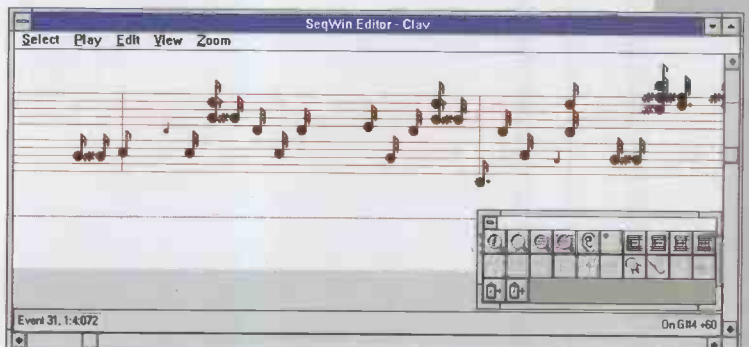 SeqWin Editor - Clav
Select Play Edit View Zoom
Event 31, 1:4:072
On G#4 +60